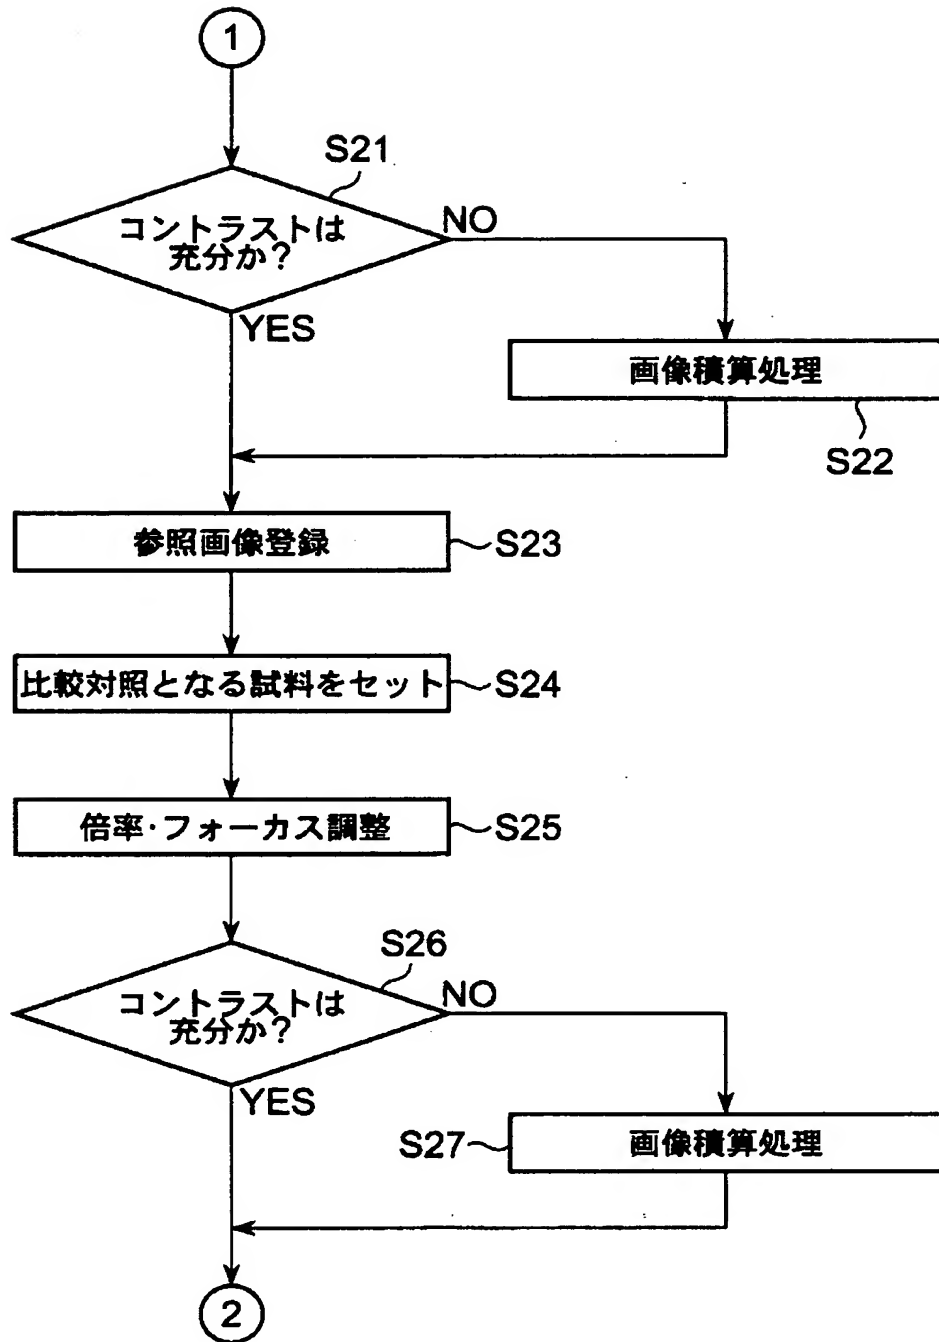 1
S21
コントラストは
充分か?
NO
YES
画像積算処理
S22
参照画像登録
S23
比較対照となる試料をセット
S24
倍率・フォーカス調整
S25
S26
コントラストは
充分か?
NO
YES
S27
画像積算処理
2